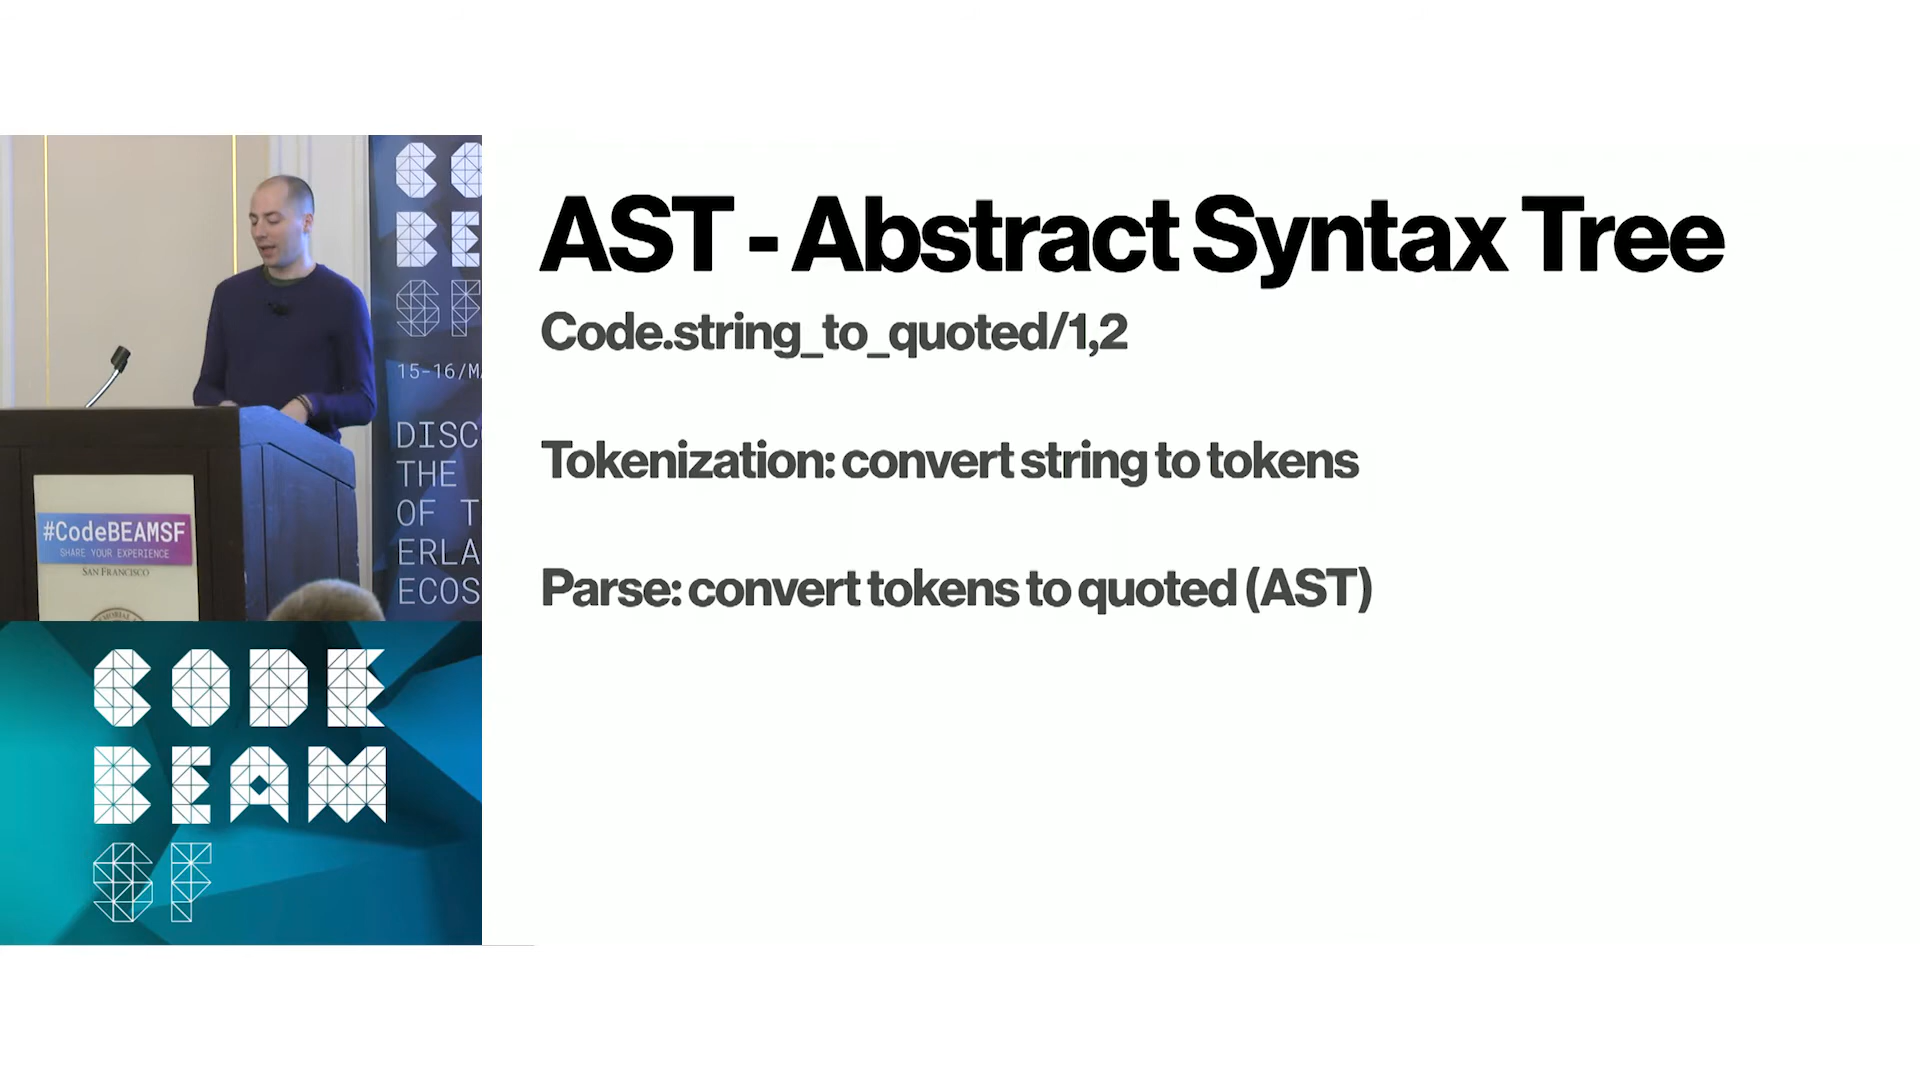 AST - Abstract Syntax Tree
Code.string_to_quoted/1,2
Tokenization: convert string to tokens
Parse: convert tokens to quoted (AST)
SF
15-16/M
DISC
THE
OF T
ERLA
ECOS
#CodeBEAMSF
SHARE YOUR EXPERIENCE
SAN FRANCISCO
CODE
BEAM
SF